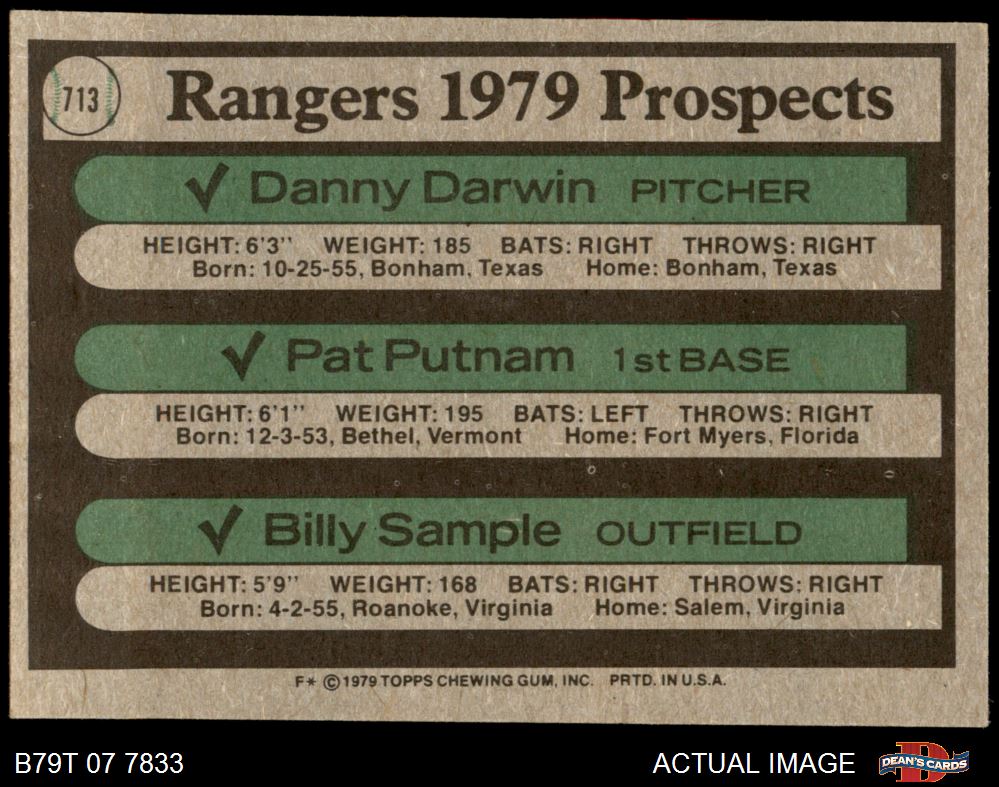 713
Rangers 1979 Prospects
✓ Danny Darwin PITCHER
HEIGHT: 6'3" WEIGHT: 185 BATS: RIGHT THROWS: RIGHT
Born: 10-25-55, Bonham, Texas Home: Bonham, Texas
✓ Pat Putnam 1st BASE
HEIGHT: 6'1" WEIGHT: 195 BATS: LEFT THROWS: RIGHT
Born: 12-3-53, Bethel, Vermont Home: Fort Myers, Florida
✓ Billy Sample OUTFIELD
HEIGHT: 5'9" WEIGHT: 168 BATS: RIGHT THROWS: RIGHT
Born: 4-2-55, Roanoke, Virginia Home: Salem, Virginia
F* © 1979 TOPPS CHEWING GUM, INC. PRTD. IN U.S.A.
B79T 07 7833 ACTUAL IMAGE DEAN'S CARDS